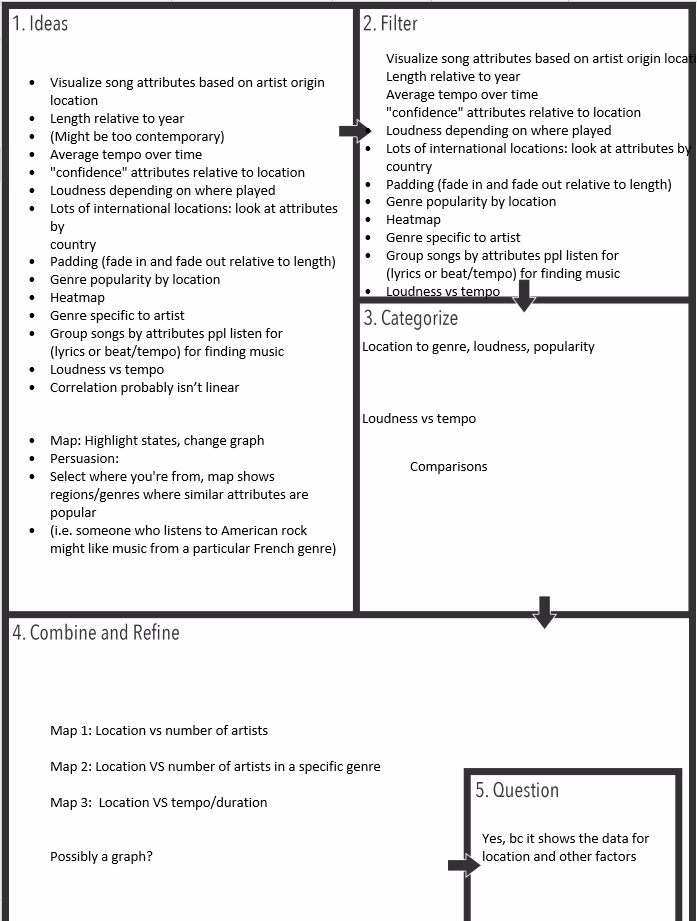 1. Ideas
• Visualize song attributes based on artist origin
location
• Length relative to year
• (Might be too contemporary)
• Average tempo over time
• "confidence" attributes relative to location
• Loudness depending on where played
• Lots of international locations: look at attributes
by
country
• Padding (fade in and fade out relative to length)
• Genre popularity by location
• Heatmap
• Genre specific to artist
• Group songs by attributes ppl listen for
(lyrics or beat/tempo) for finding music
• Loudness vs tempo
• Correlation probably isn’t linear
• Map: Highlight states, change graph
• Persuasion:
• Select where you're from, map shows
regions/genres where similar attributes are
popular
• (i.e. someone who listens to American rock
might like music from a particular French genre)
2. Filter
Visualize song attributes based on artist origin locati
Length relative to year
Average tempo over time
"confidence" attributes relative to location
• Loudness depending on where played
• Lots of international locations: look at attributes by
country
• Padding (fade in and fade out relative to length)
• Genre popularity by location
• Heatmap
• Genre specific to artist
• Group songs by attributes ppl listen for
(lyrics or beat/tempo) for finding music
• Loudness vs tempo
3. Categorize
Location to genre, loudness, popularity
Loudness vs tempo
Comparisons
4. Combine and Refine
Map 1: Location vs number of artists
Map 2: Location VS number of artists in a specific genre
Map 3:  Location VS tempo/duration
Possibly a graph?
5. Question
Yes, bc it shows the data for
location and other factors